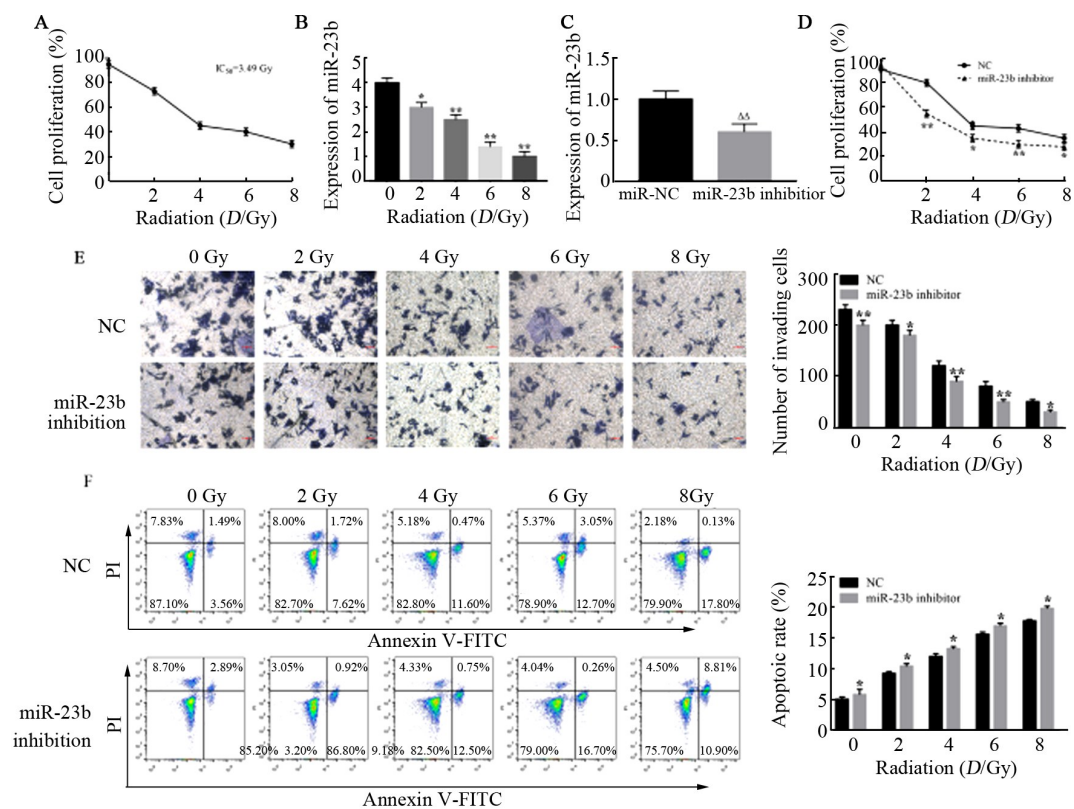 A
Cell proliferation (%)
100
80
60
40
20
0
IC50=3.49 Gy
2 4 6 8
Radiation (D/Gy)
B
Expression of miR-23b
5
4
3
2
1
0
* ** ** **
0 2 4 6 8
Radiation (D/Gy)
C
Expression of miR-23b
1.5
1.0
0.5
0
ΔΔ
miR-NC miR-23b inhibitior
D
Cell proliferation (%)
100
80
60
40
20
0
NC
miR-23b inhibitior
** * ** *
2 4 6 8
Radiation (D/Gy)
E
0 Gy 2 Gy 4 Gy 6 Gy 8 Gy
NC
miR-23b
inhibition
Number of invading cells
300
200
100
0
NC
miR-23b inhibitor
** * ** ** *
0 2 4 6 8
Radiation (D/Gy)
F
0 Gy 2 Gy 4 Gy 6 Gy 8Gy
NC
PI
7.83% 1.49% 8.00% 1.72% 5.18% 0.47% 5.37% 3.05% 2.18% 0.13%
87.10% 3.56% 82.70% 7.62% 82.80% 11.60% 78.90% 12.70% 79.90% 17.80%
Annexin V-FITC
miR-23b
inhibition
PI
8.70% 2.89% 3.05% 0.92% 4.33% 0.75% 4.04% 0.26% 4.50% 8.81%
85.20% 3.20% 86.80% 9.18% 82.50% 12.50% 79.00% 16.70% 75.70% 10.90%
Annexin V-FITC
Apoptoic rate (%)
25
20
15
10
5
0
NC
miR-23b inhibitor
* * * * *
0 2 4 6 8
Radiation (D/Gy)